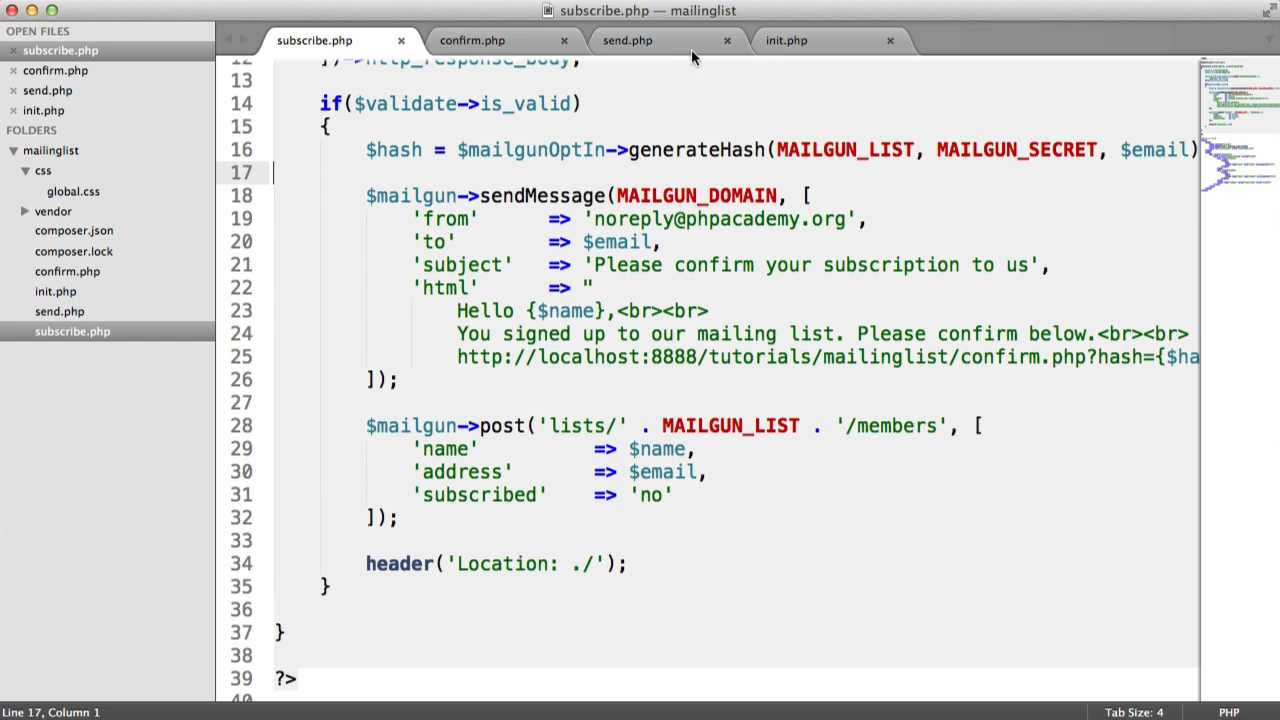 subscribe.php — mailinglist
OPEN FILES
subscribe.php
confirm.php
send.php
init.php
FOLDERS
mailinglist
css
global.css
vendor
composer.json
composer.lock
confirm.php
init.php
send.php
subscribe.php
subscribe.php
confirm.php
send.php
init.php
12 ])->http_response_body;
13
14 if($validate->is_valid)
15 {
16 $hash = $mailgunOptIn->generateHash(MAILGUN_LIST, MAILGUN_SECRET, $email)
17
18 $mailgun->sendMessage(MAILGUN_DOMAIN, [
19 'from' => 'noreply@phpacademy.org',
20 'to' => $email,
21 'subject' => 'Please confirm your subscription to us',
22 'html' => "
23 Hello {$name},<br><br>
24 You signed up to our mailing list. Please confirm below.<br><br>
25 http://localhost:8888/tutorials/mailinglist/confirm.php?hash={$ha
26 ]);
27
28 $mailgun->post('lists/' . MAILGUN_LIST . '/members', [
29 'name' => $name,
30 'address' => $email,
31 'subscribed' => 'no'
32 ]);
33
34 header('Location: ./');
35 }
36
37 }
38
39 ?>
40
Line 17, Column 1
Tab Size: 4
PHP